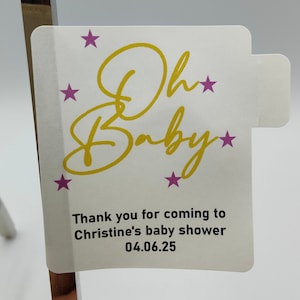 Oh
Baby
Thank you for coming to
Christine's baby shower
04.06.25